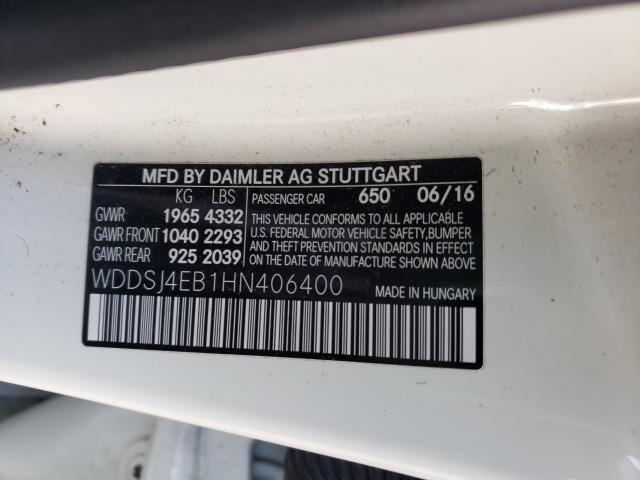 MFD BY DAIMLER AG STUTTGART
KG LBS PASSENGER CAR 650 06/16
GVWR 1965 4332
GAWR FRONT 1040 2293
GAWR REAR 925 2039
THIS VEHICLE CONFORMS TO ALL APPLICABLE
U.S. FEDERAL MOTOR VEHICLE SAFETY, BUMPER
AND THEFT PREVENTION STANDARDS IN EFFECT
ON THE DATE OF MANUFACTURE SHOWN ABOVE.
WDDSJ4EB1HN406400
MADE IN HUNGARY